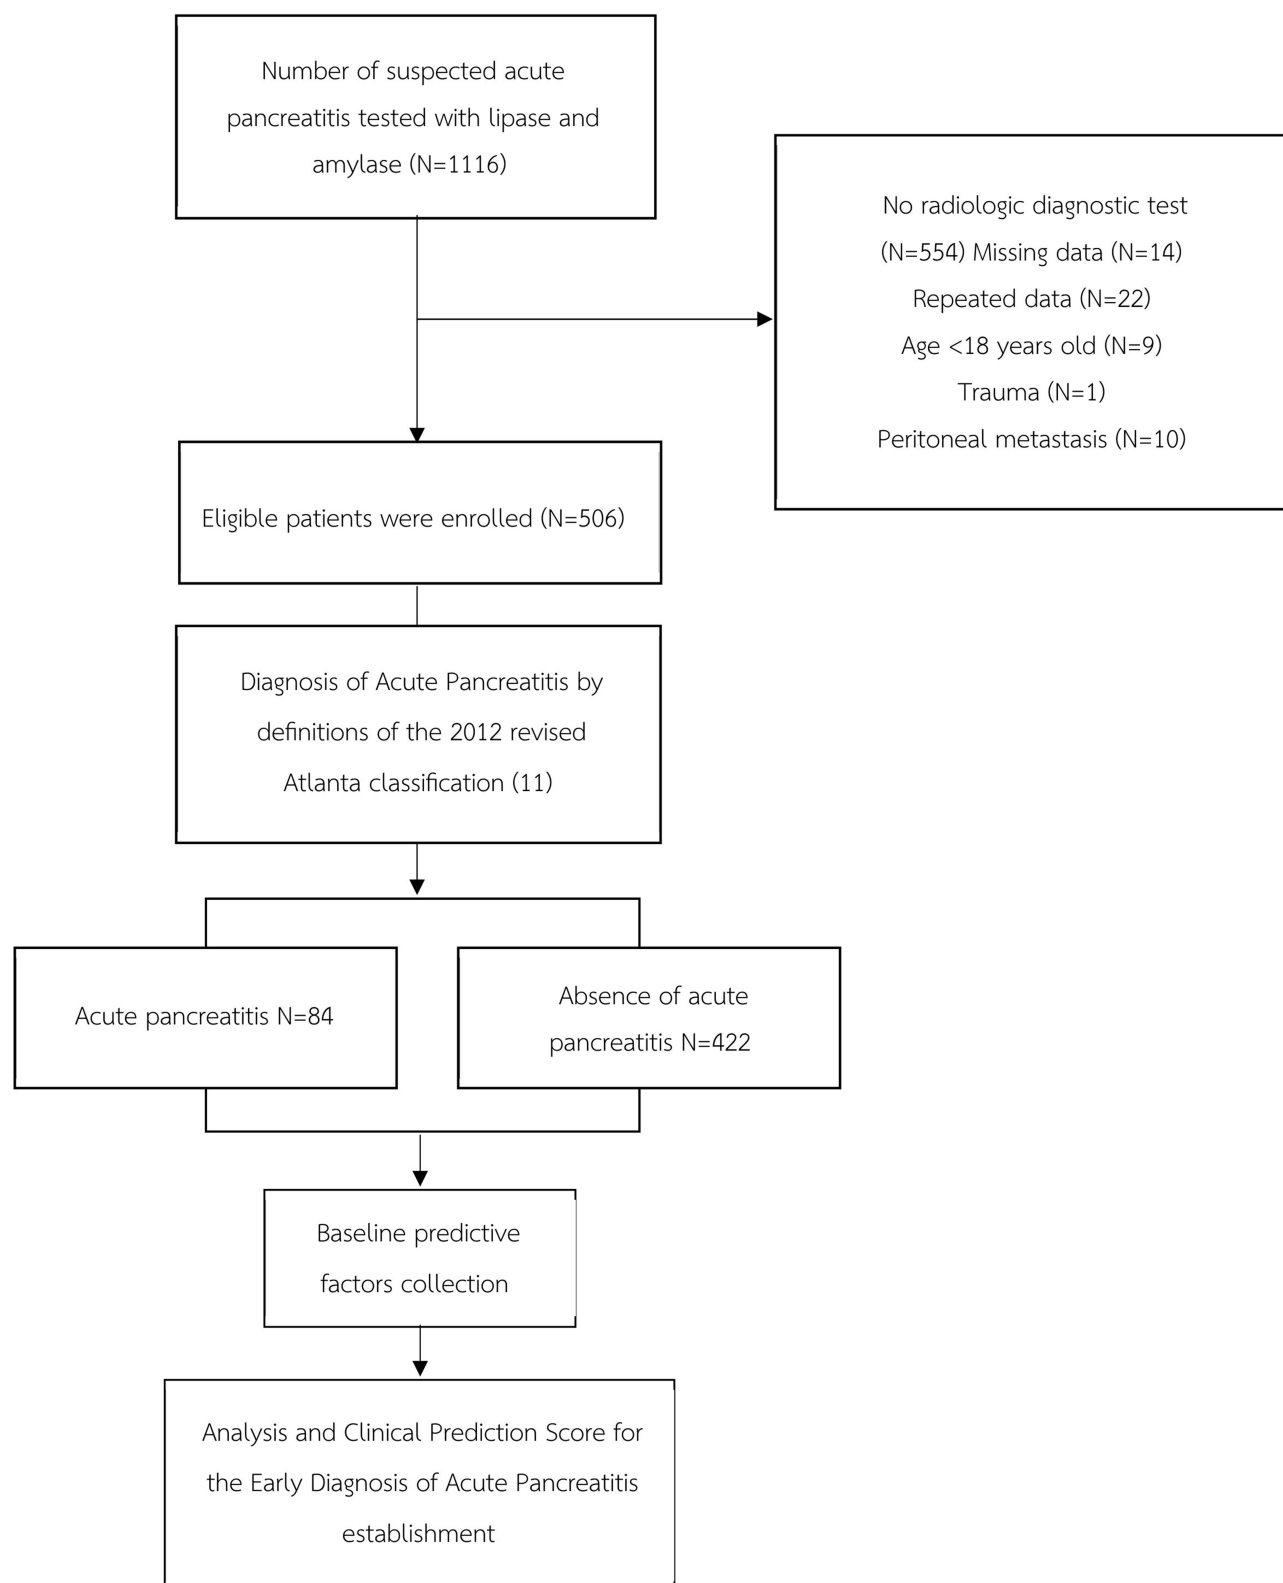 Number of suspected acute
pancreatitis tested with lipase and
amylase (N=1116)
No radiologic diagnostic test
(N=554) Missing data (N=14)
Repeated data (N=22)
Age <18 years old (N=9)
Trauma (N=1)
Peritoneal metastasis (N=10)
Eligible patients were enrolled (N=506)
Diagnosis of Acute Pancreatitis by
definitions of the 2012 revised
Atlanta classification (11)
Acute pancreatitis N=84
Absence of acute
pancreatitis N=422
Baseline predictive
factors collection
Analysis and Clinical Prediction Score for
the Early Diagnosis of Acute Pancreatitis
establishment